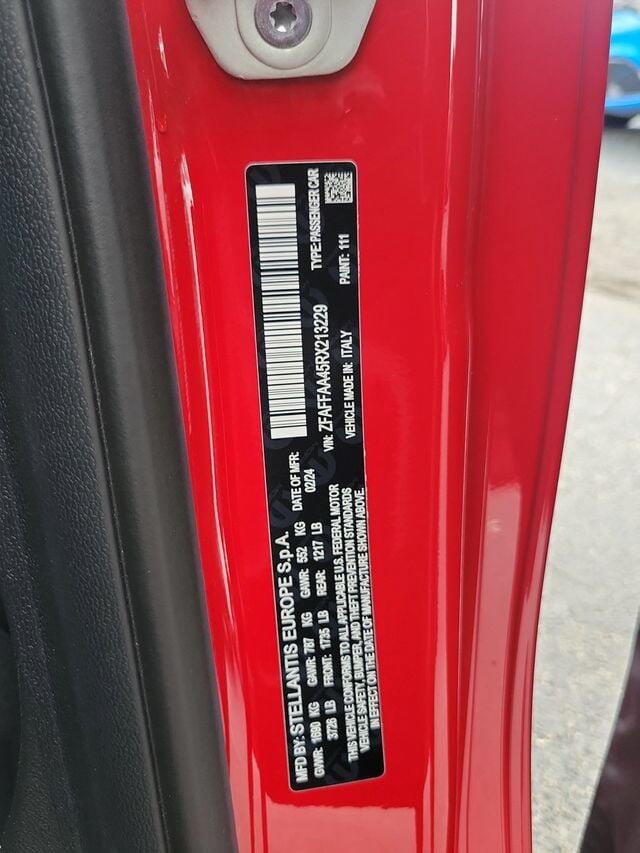 MFD BY: STELLANTIS EUROPE S.p.A.
GVWR: 1690 KG GAWR: 787 KG GAWR: 552 KG DATE OF MFR:
3726 LB FRONT: 1735 LB REAR: 1217 LB 02/24
THIS VEHICLE CONFORMS TO ALL APPLICABLE U.S. FEDERAL MOTOR
VEHICLE SAFETY, BUMPER, AND THEFT PREVENTION STANDARDS
IN EFFECT ON THE DATE OF MANUFACTURE SHOWN ABOVE.
VIN: ZFAFFAA45RX213229 TYPE:PASSENGER CAR
VEHICLE MADE IN: ITALY PAINT: 111